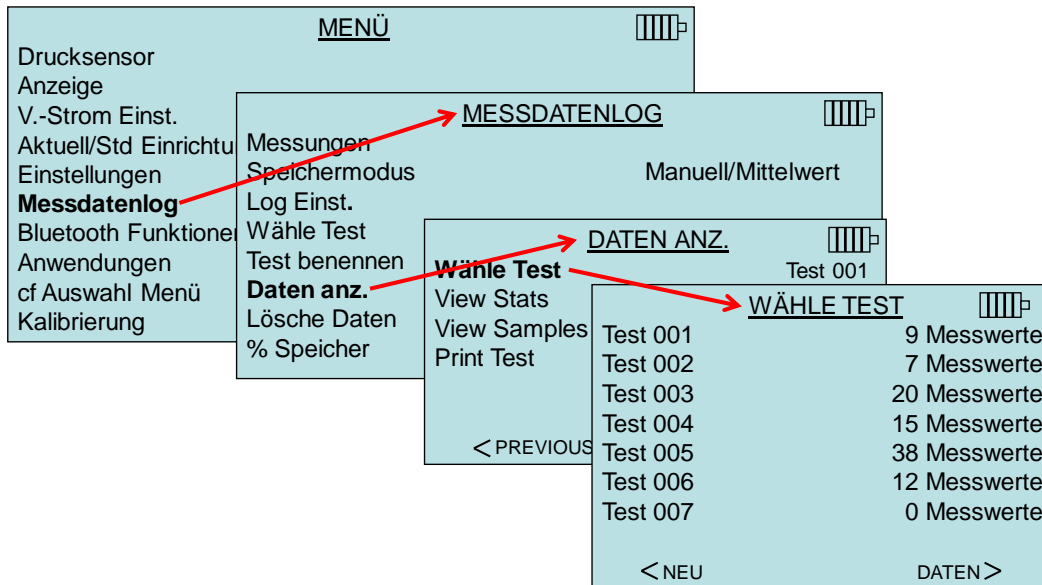 MENÜ
Drucksensor
Anzeige
V.-Strom Einst.
Aktuell/Std Einrichtu
Einstellungen
Messdatenlog
Bluetooth Funktionen
Anwendungen
cf Auswahl Menü
Kalibrierung
MESSDATENLOG
Messungen
Speichermodus Manuell/Mittelwert
Log Einst.
Wähle Test
Test benennen
Daten anz.
Lösche Daten
% Speicher
DATEN ANZ.
Wähle Test Test 001
View Stats
View Samples
Print Test
<PREVIOUS
WÄHLE TEST
Test 001 9 Messwerte
Test 002 7 Messwerte
Test 003 20 Messwerte
Test 004 15 Messwerte
Test 005 38 Messwerte
Test 006 12 Messwerte
Test 007 0 Messwerte
<NEU DATEN>